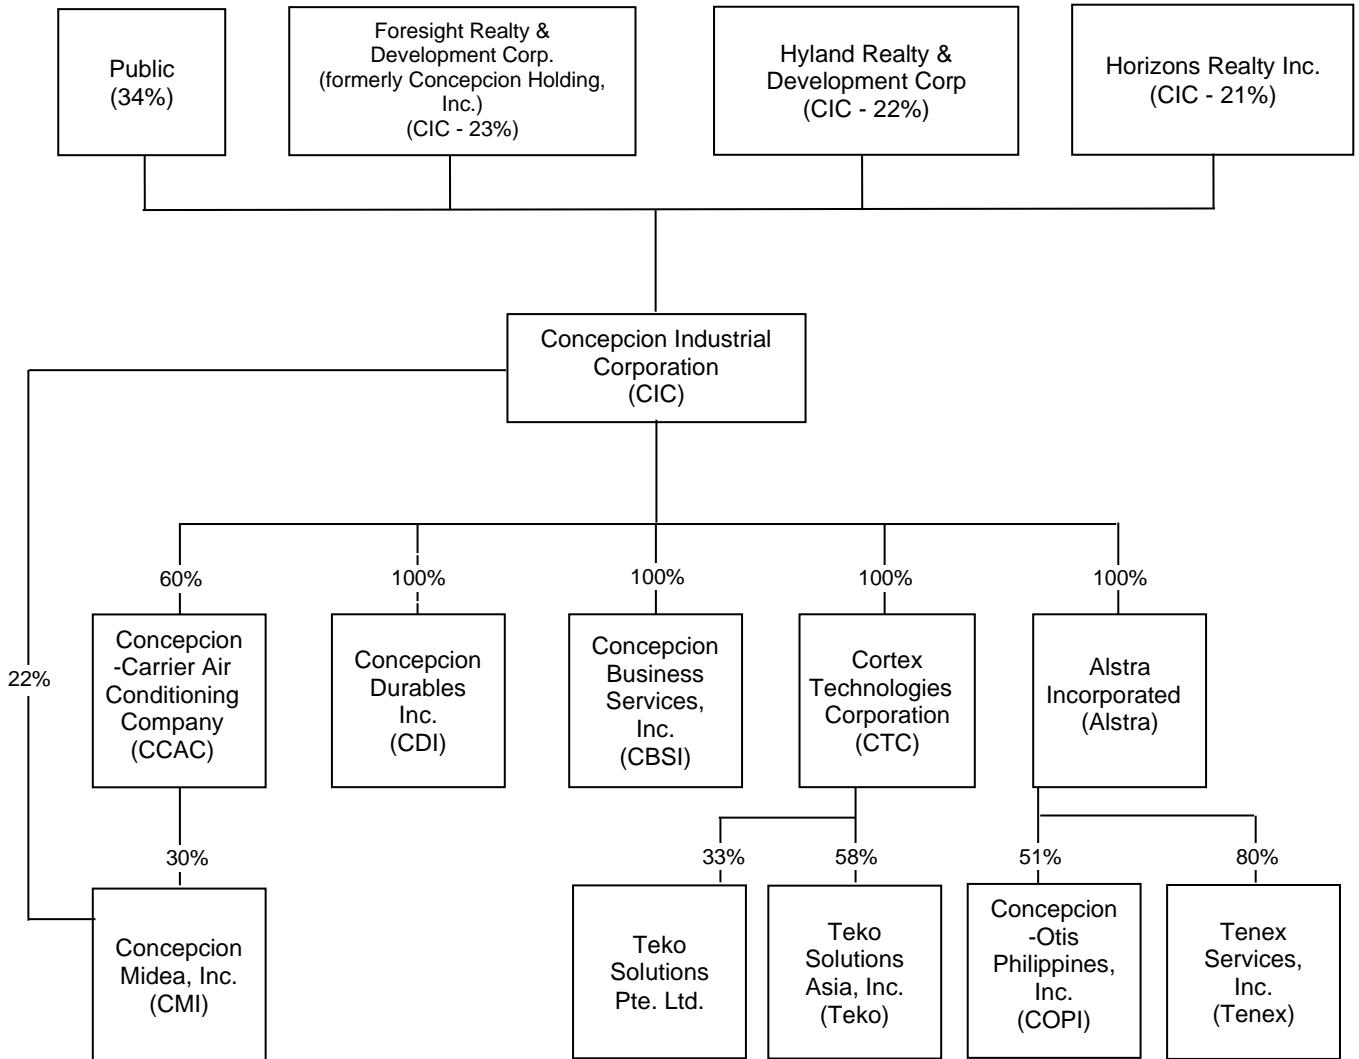 Public
(34%)
Foresight Realty &
Development Corp.
(formerly Concepcion Holding,
Inc.)
(CIC - 23%)
Hyland Realty &
Development Corp
(CIC - 22%)
Horizons Realty Inc.
(CIC - 21%)
Concepcion Industrial
Corporation
(CIC)
60%
100%
100%
100%
100%
22%
Concepcion
-Carrier Air
Conditioning
Company
(CCAC)
Concepcion
Durables
Inc.
(CDI)
Concepcion
Business
Services,
Inc.
(CBSI)
Cortex
Technologies
Corporation
(CTC)
Alstra
Incorporated
(Alstra)
30%
33%
58%
51%
80%
Concepcion
Midea, Inc.
(CMI)
Teko
Solutions
Pte. Ltd.
Teko
Solutions
Asia, Inc.
(Teko)
Concepcion
-Otis
Philippines,
Inc.
(COPI)
Tenex
Services,
Inc.
(Tenex)